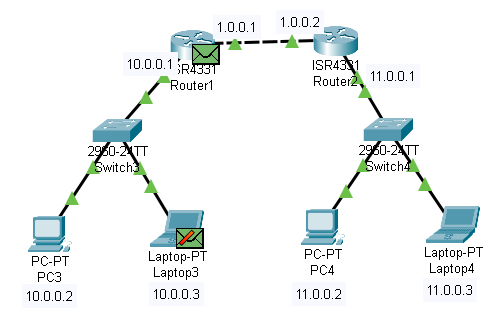 1.0.0.1
1.0.0.2
10.0.0.1
ISR4331
Router1
ISR4331
Router2
11.0.0.1
2960-24TT
Switch3
2960-24TT
Switch4
PC-PT
PC3
10.0.0.2
Laptop-PT
Laptop3
10.0.0.3
PC-PT
PC4
11.0.0.2
Laptop-PT
Laptop4
11.0.0.3